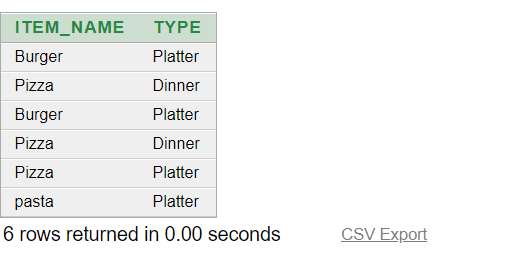 ITEM_NAME TYPE
Burger Platter
Pizza Dinner
Burger Platter
Pizza Dinner
Pizza Platter
pasta Platter
6 rows returned in 0.00 seconds CSV Export